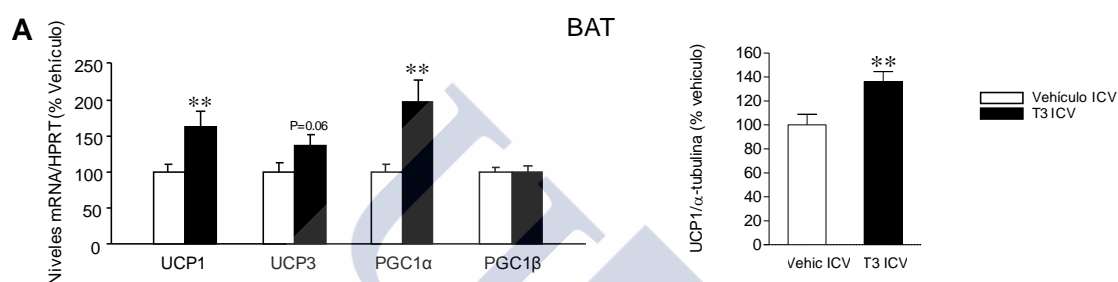 A
BAT
Niveles mRNA/HPRT (% Vehículo)
250
200
150
100
50
0
**
P=0.06
**
UCP1
UCP3
PGC1α
PGC1β
UCP1/α-tubulina (% vehículo)
160
140
120
100
80
60
40
20
0
**
Vehic ICV
T3 ICV
Vehículo ICV
T3 ICV